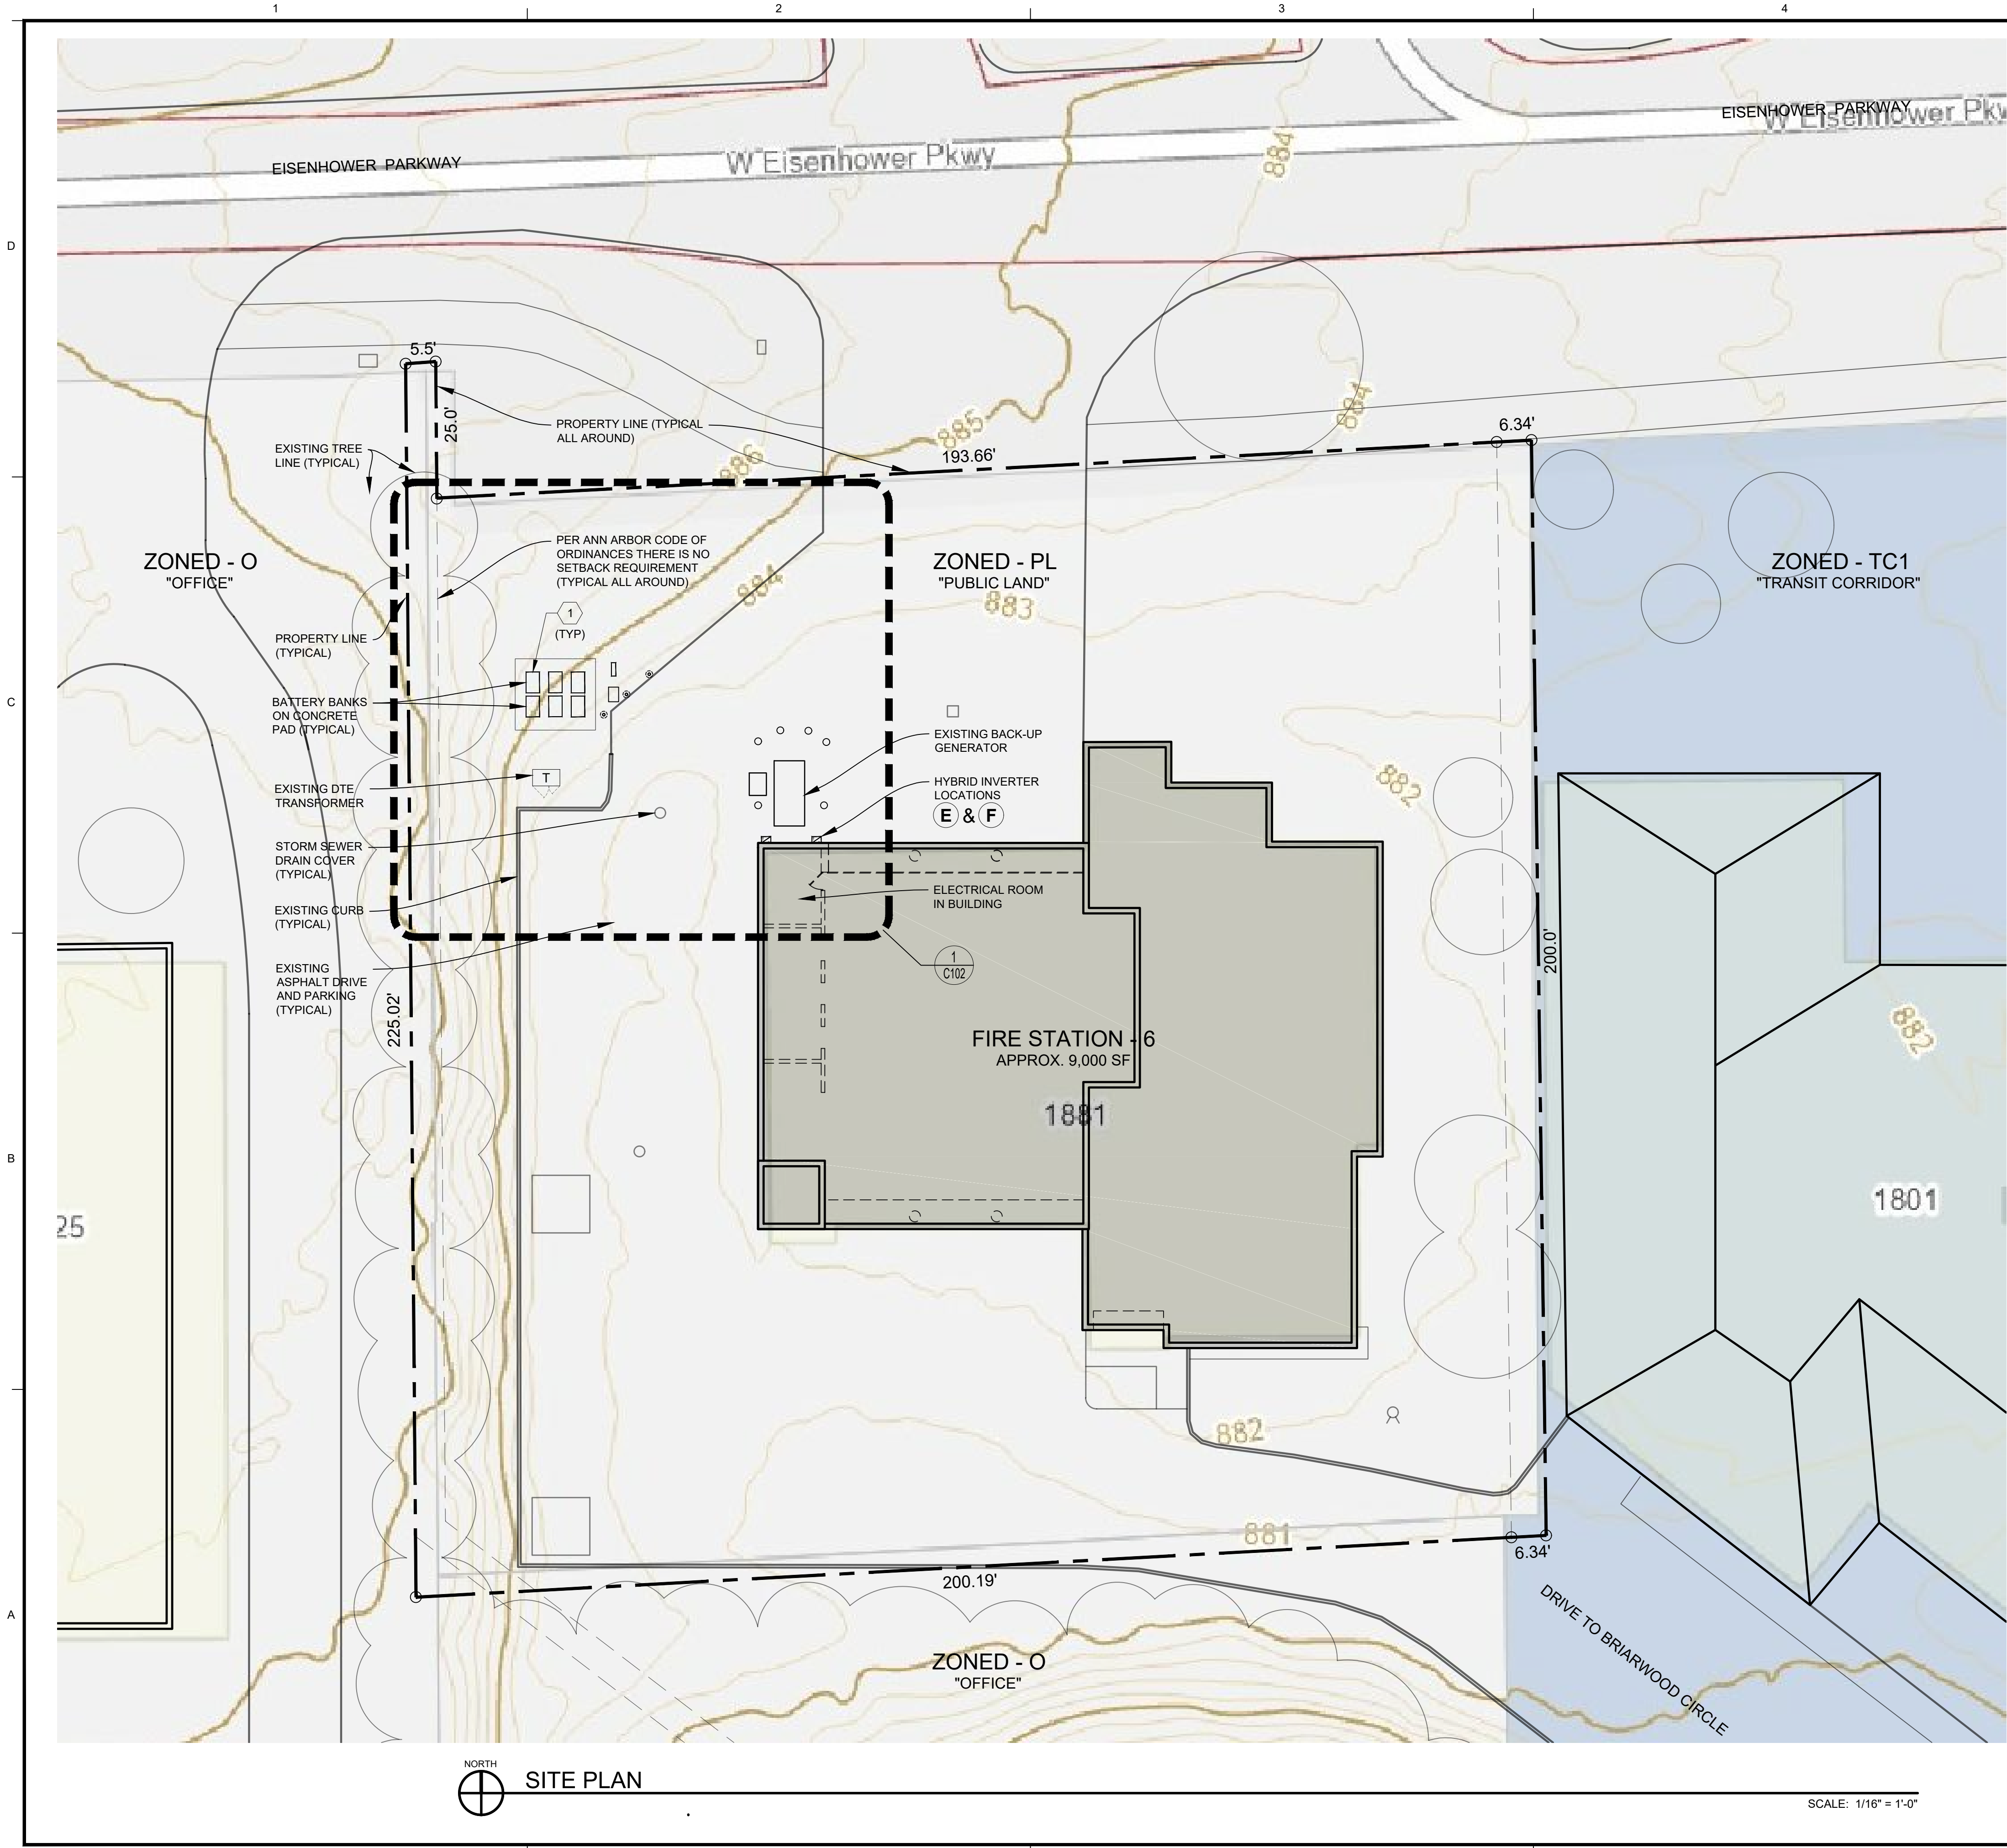 1
2
3
4
EISENHOWER PARKWAY
W Eisenhower Pkwy
EISENHOWER PARKWAY
W Eisenhower Pkw
884
D
5.5'
25.0'
PROPERTY LINE (TYPICAL
ALL AROUND)
EXISTING TREE
LINE (TYPICAL)
886
885
193.66'
884
6.34'
ZONED - O
"OFFICE"
PER ANN ARBOR CODE OF
ORDINANCES THERE IS NO
SETBACK REQUIREMENT
(TYPICAL ALL AROUND)
884
ZONED - PL
"PUBLIC LAND"
883
ZONED - TC1
"TRANSIT CORRIDOR"
1
(TYP)
PROPERTY LINE
(TYPICAL)
C
BATTERY BANKS
ON CONCRETE
PAD (TYPICAL)
EXISTING BACK-UP
GENERATOR
HYBRID INVERTER
LOCATIONS
E & F
882
EXISTING DTE
TRANSFORMER
T
STORM SEWER
DRAIN COVER
(TYPICAL)
ELECTRICAL ROOM
IN BUILDING
EXISTING CURB
(TYPICAL)
1
C102
EXISTING
ASPHALT DRIVE
AND PARKING
(TYPICAL)
225.02'
200.0'
882
FIRE STATION - 6
APPROX. 9,000 SF
1881
B
25
1801
882
881
6.34'
200.19'
A
DRIVE TO BRIARWOOD CIRCLE
ZONED - O
"OFFICE"
NORTH
SITE PLAN
SCALE: 1/16" = 1'-0"